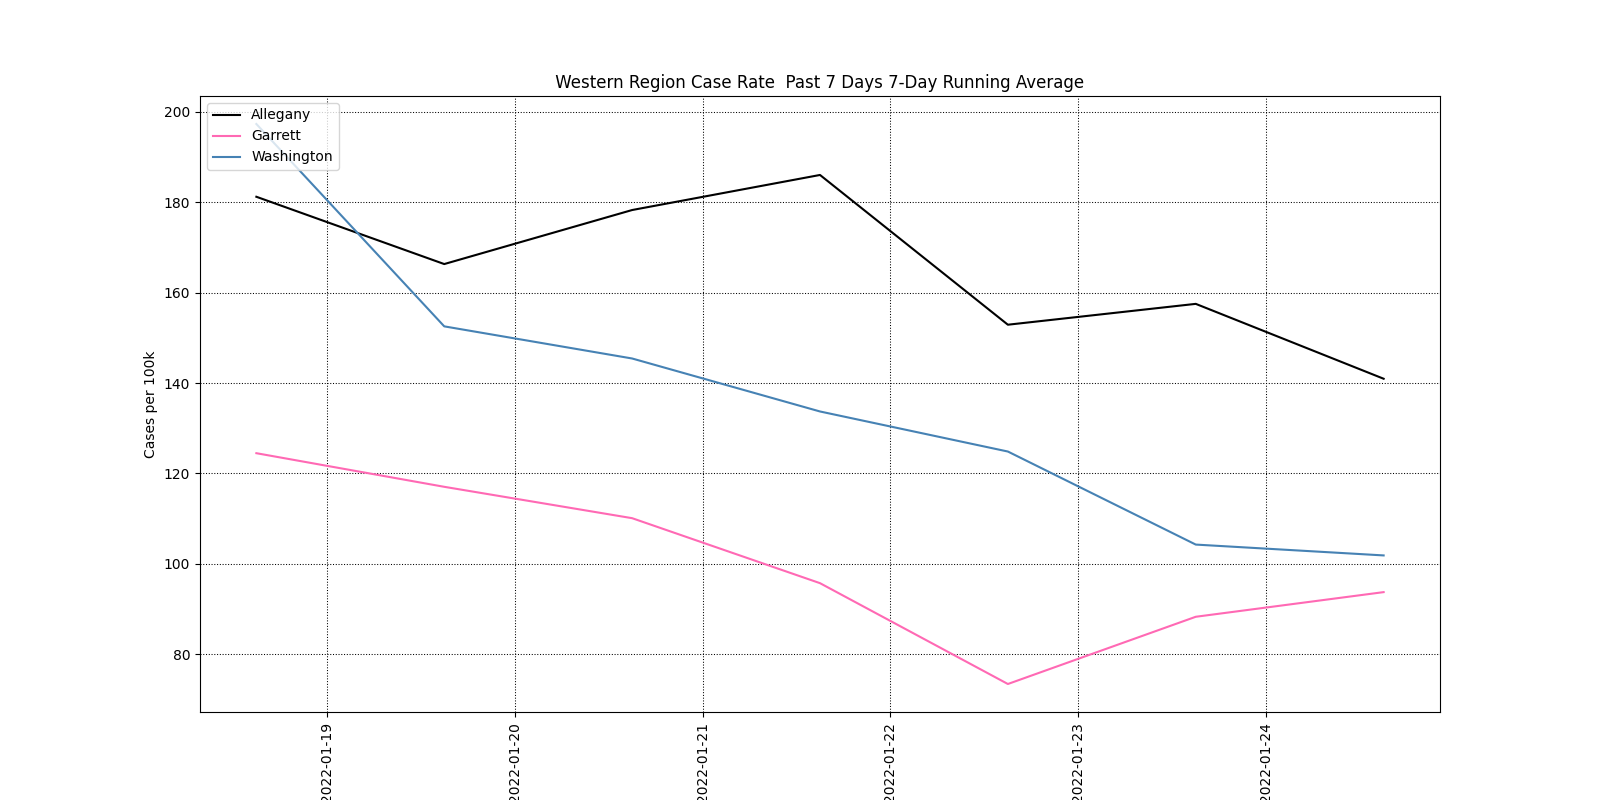 Western Region Case Rate  Past 7 Days 7-Day Running Average
Allegany
Garrett
Washington
Cases per 100k
200
180
160
140
120
100
80
2022-01-19
2022-01-20
2022-01-21
2022-01-22
2022-01-23
2022-01-24